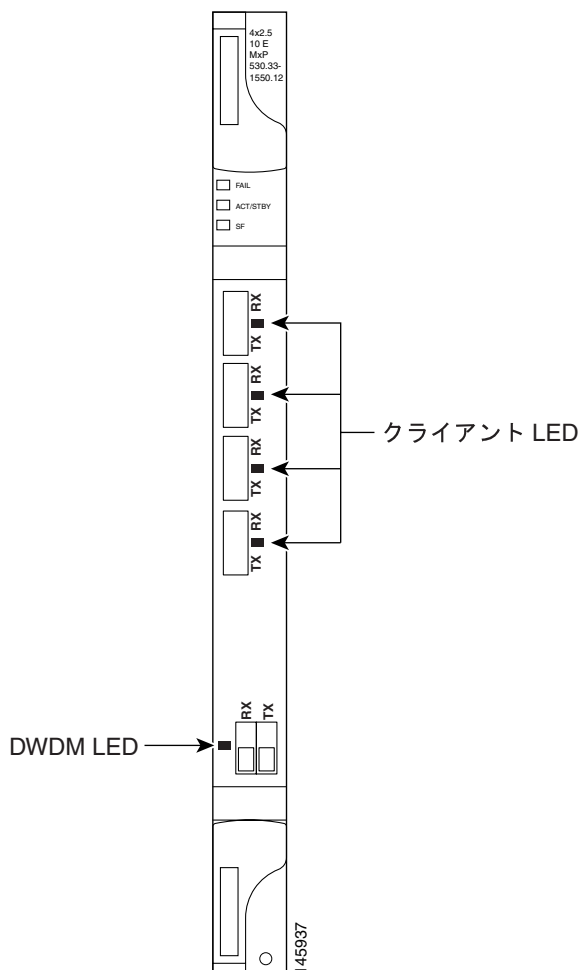 4x2.5
10 E
MxP
530.33-
1550.12
FAIL
ACT/STBY
SF
RX
TX
RX
TX
RX
TX
RX
TX
クライアント LED
RX
TX
DWDM LED
145937